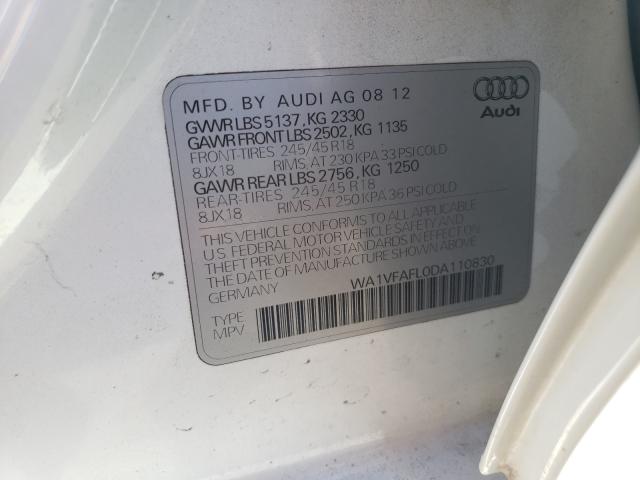 MFD. BY AUDI AG 08 12
GVWR LBS 5137, KG 2330
GAWR FRONT LBS 2502, KG 1135
FRONT-TIRES 245/45 R18
8JX18 RIMS, AT 230 KPA 33 PSI COLD
GAWR REAR LBS 2756, KG 1250
REAR-TIRES 245/45 R18
8JX18 RIMS, AT 250 KPA 36 PSI COLD
THIS VEHICLE CONFORMS TO ALL APPLICABLE
U.S. FEDERAL MOTOR VEHICLE SAFETY AND
THEFT PREVENTION STANDARDS IN EFFECT ON
THE DATE OF MANUFACTURE SHOWN ABOVE.
GERMANY
WA1VFAFL0DA110830
TYPE
MPV
Audi